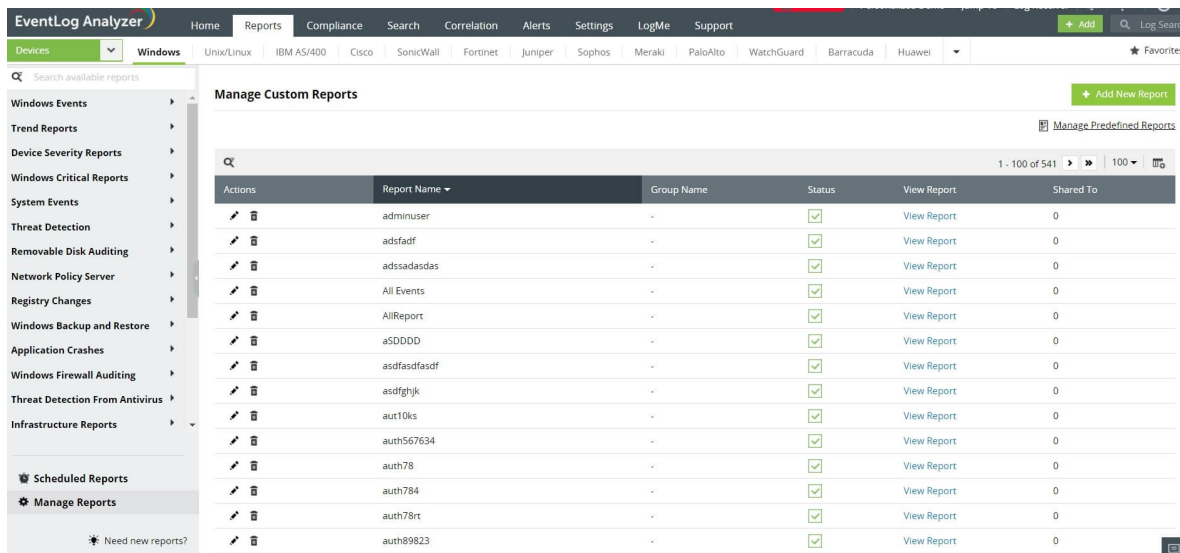 EventLog Analyzer
Home Reports Compliance Search Correlation Alerts Settings LogMe Support
+ Add
Log Sear
Devices
Windows Unix/Linux IBM AS/400 Cisco SonicWall Fortinet Juniper Sophos Meraki PaloAlto WatchGuard Barracuda Huawei
Favorites
Search available reports
Windows Events
Trend Reports
Device Severity Reports
Windows Critical Reports
System Events
Threat Detection
Removable Disk Auditing
Network Policy Server
Registry Changes
Windows Backup and Restore
Application Crashes
Windows Firewall Auditing
Threat Detection From Antivirus
Infrastructure Reports
Scheduled Reports
Manage Reports
Need new reports?
Manage Custom Reports
+ Add New Report
Manage Predefined Reports
1 - 100 of 541 100
Actions Report Name Group Name Status View Report Shared To
adminuser - View Report 0
adsfadf - View Report 0
adssadasdas - View Report 0
All Events - View Report 0
AllReport - View Report 0
aSDDDD - View Report 0
asdfasdfasdf - View Report 0
asdfghjk - View Report 0
aut10ks - View Report 0
auth567634 - View Report 0
auth78 - View Report 0
auth784 - View Report 0
auth78rt - View Report 0
auth89823 - View Report 0